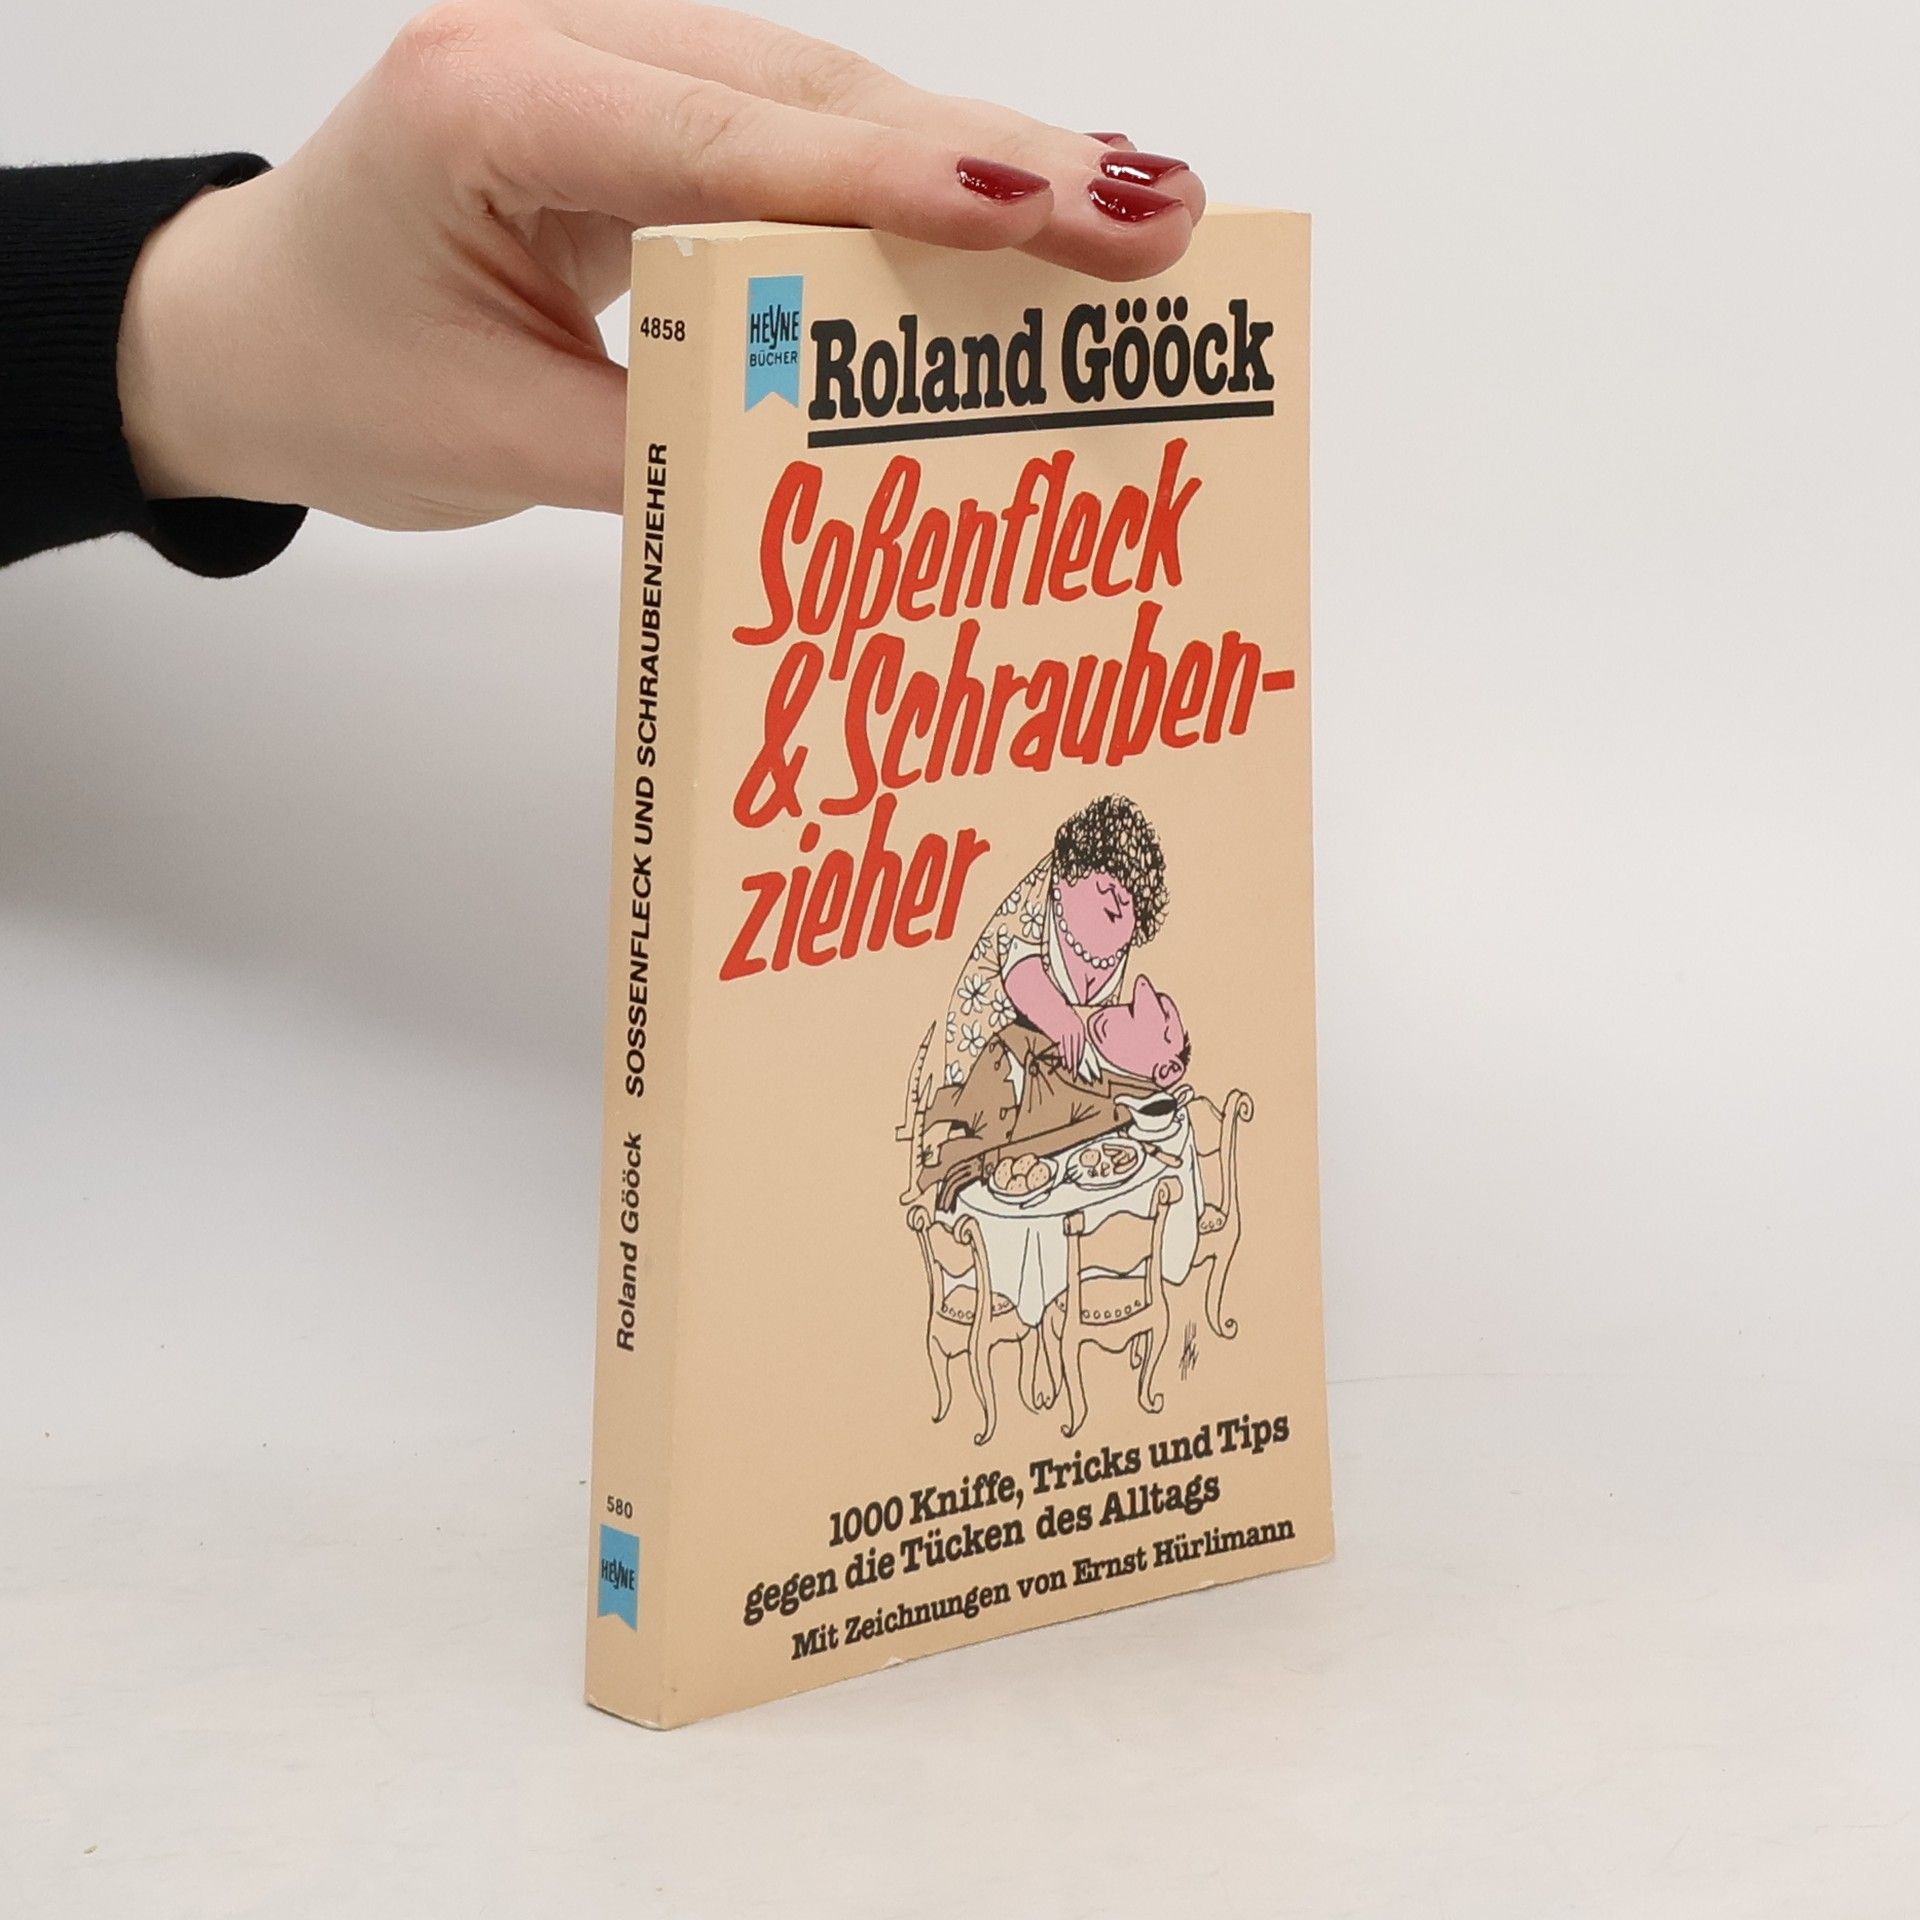 4858
Roland Gööck SOSSENFLECK UND SCHRAUBENZIEHER
580
HEYNE
HEYNE
BÜCHER
Roland Gööck
Soßenfleck
& Schrauben-
zieher
1000 Kniffe, Tricks und Tips
gegen die Tücken des Alltags
Mit Zeichnungen von Ernst Hürlimann